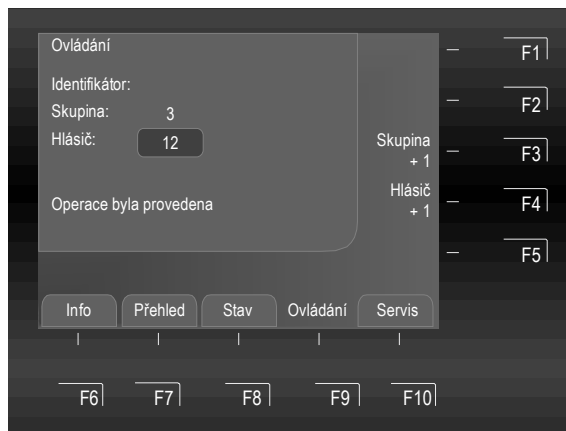 Ovládání
Identifikátor:
Skupina: 3
Hlásič: 12
Operace byla provedena
Skupina
+ 1
Hlásič
+ 1
F1
F2
F3
F4
F5
Info Přehled Stav Ovládání Servis
F6 F7 F8 F9 F10